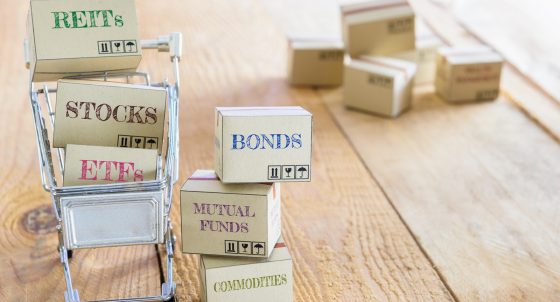 REITs
STOCKS
ETFs
BONDS
MUTUAL
FUNDS
COMMODITIES